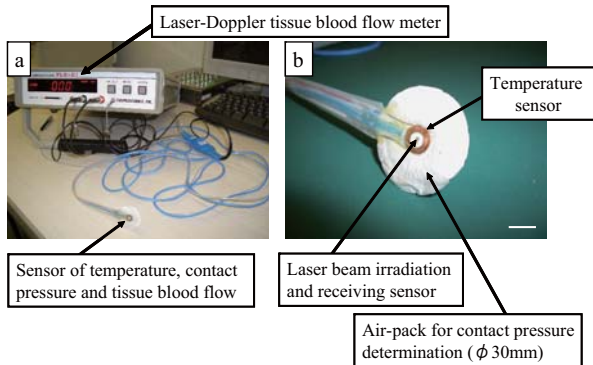 Laser-Doppler tissue blood flow meter
a
b
Temperature
sensor
Sensor of temperature, contact
pressure and tissue blood flow
Laser beam irradiation
and receiving sensor
Air-pack for contact pressure
determination (ϕ 30mm)